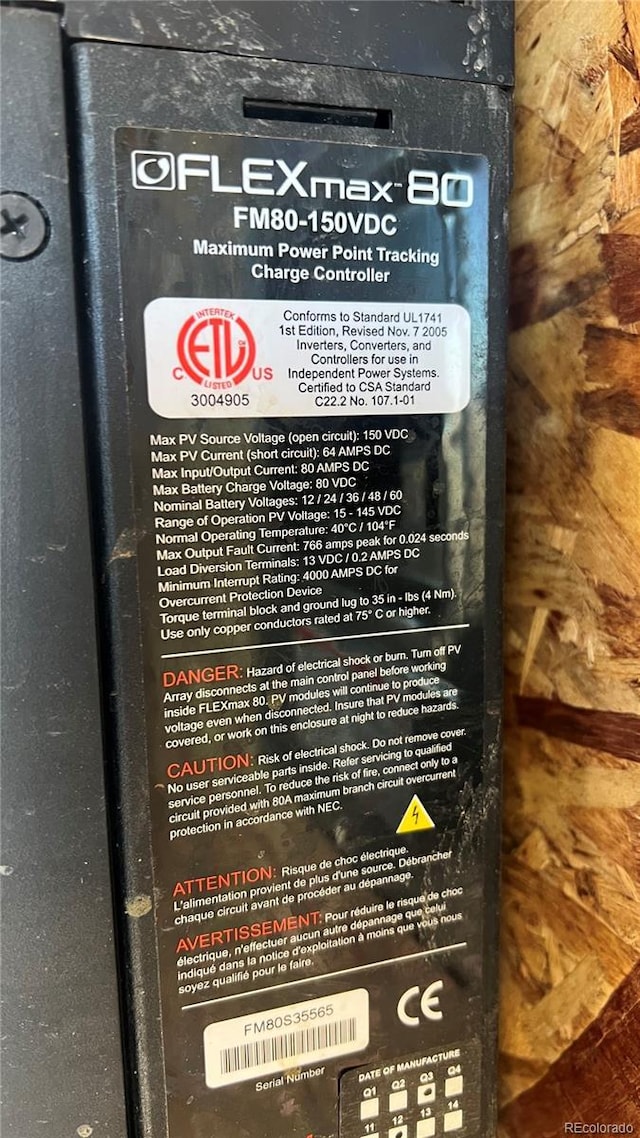 FLEXmax™ 80
FM80-150VDC
Maximum Power Point Tracking
Charge Controller
INTERTEK
ETL
CM
C US
LISTED
3004905
Conforms to Standard UL1741
1st Edition, Revised Nov. 7 2005
Inverters, Converters, and
Controllers for use in
Independent Power Systems.
Certified to CSA Standard
C22.2 No. 107.1-01
Max PV Source Voltage (open circuit): 150 VDC
Max PV Current (short circuit): 64 AMPS DC
Max Input/Output Current: 80 AMPS DC
Max Battery Charge Voltage: 80 VDC
Nominal Battery Voltages: 12 / 24 / 36 / 48 / 60
Range of Operation PV Voltage: 15 - 145 VDC
Normal Operating Temperature: 40°C / 104°F
Max Output Fault Current: 766 amps peak for 0.024 seconds
Load Diversion Terminals: 13 VDC / 0.2 AMPS DC
Minimum Interrupt Rating: 4000 AMPS DC for
Overcurrent Protection Device
Torque terminal block and ground lug to 35 in - lbs (4 Nm).
Use only copper conductors rated at 75° C or higher.
DANGER: Hazard of electrical shock or burn. Turn off PV
Array disconnects at the main control panel before working
inside FLEXmax 80. PV modules will continue to produce
voltage even when disconnected. Insure that PV modules are
covered, or work on this enclosure at night to reduce hazards.
CAUTION: Risk of electrical shock. Do not remove cover.
No user serviceable parts inside. Refer servicing to qualified
service personnel. To reduce the risk of fire, connect only to a
circuit provided with 80A maximum branch circuit overcurrent
protection in accordance with NEC.
ATTENTION: Risque de choc électrique.
L'alimentation provient de plus d'une source. Débrancher
chaque circuit avant de procéder au dépannage.
AVERTISSEMENT: Pour réduire le risque de choc
électrique, n'effectuer aucun autre dépannage que celui
indiqué dans la notice d'exploitation à moins que vous nous
soyez qualifié pour le faire.
FM80S35565
Serial Number
CE
DATE OF MANUFACTURE
Q1 Q2 Q3 Q4
11 12 13 14
REcolorado